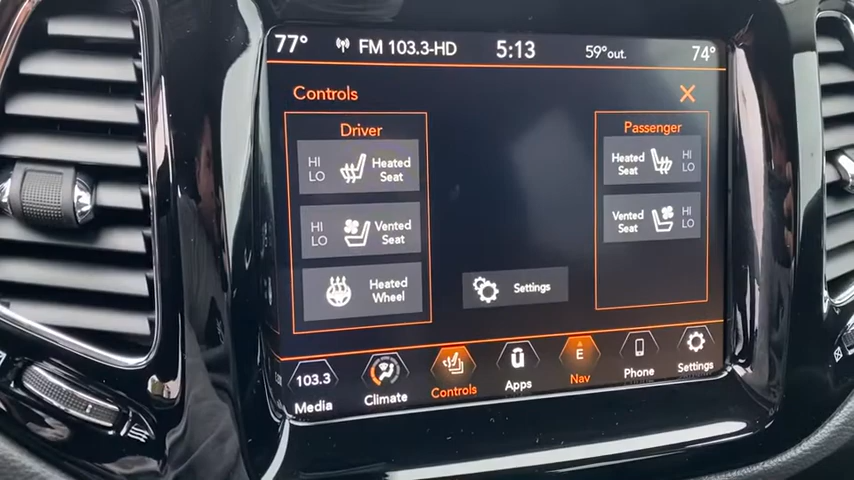 77° FM 103.3-HD 5:13 59°out. 74°
Controls
Driver
HI
LO
Heated
Seat
HI
LO
Vented
Seat
Heated
Wheel
Settings
Passenger
Heated
Seat
HI
LO
Vented
Seat
HI
LO
103.3
Media
Climate
Controls
Apps
E
Nav
Phone
Settings